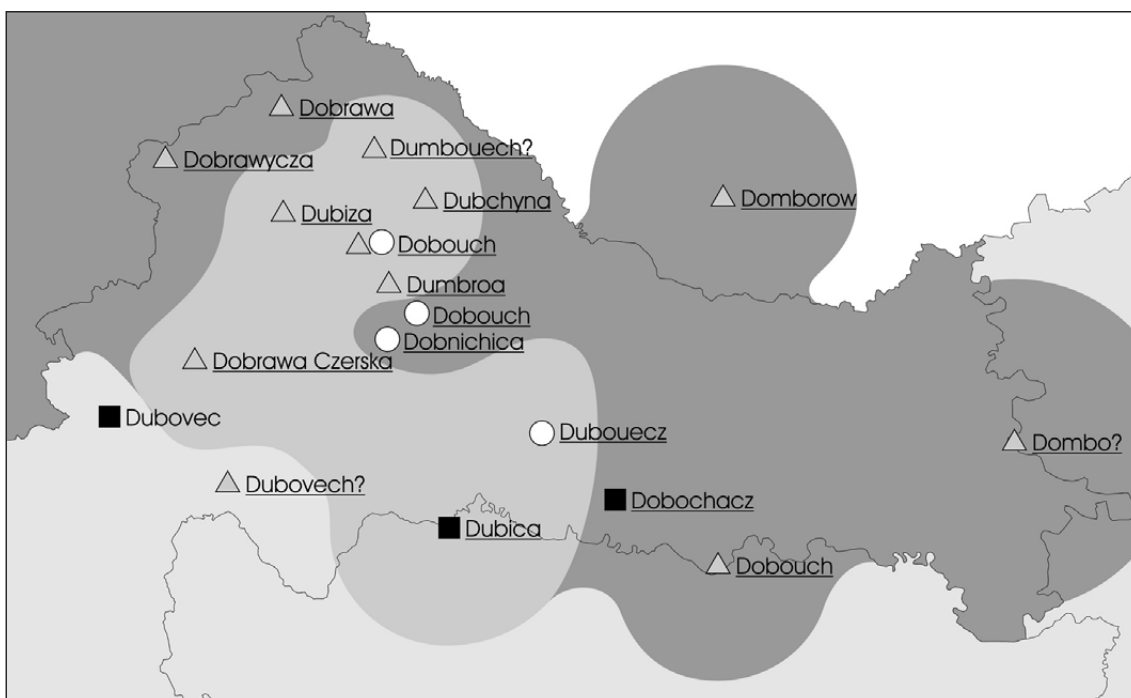 Dobrawa
Dumbouech?
Dobrawycza
Dubchyna
Domborow
Dubiza
Dobouch
Dumbroa
Dobouch
Dobnichica
Dobrawa Czerska
Dubovec
Dubouecz
Dombo?
Dubovech?
Dobochacz
Dubica
Dobouch